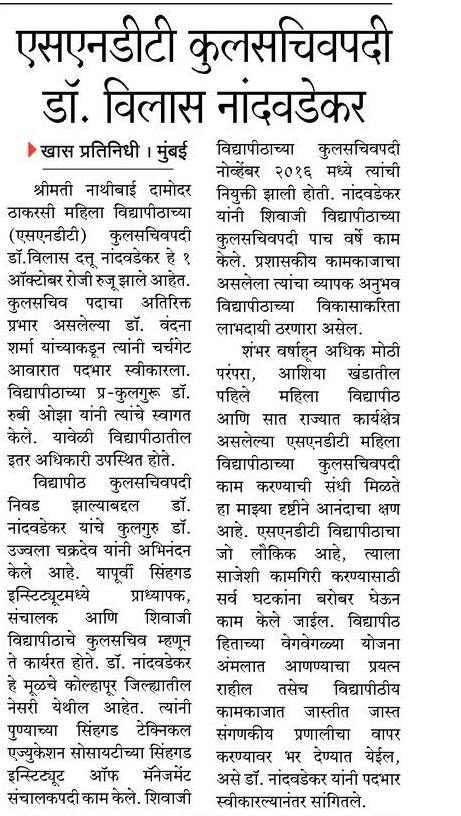 एसएनडीटी कुलसचिवपदी
डॉ. विलास नांदवडेकर
खास प्रतिनिधी । मुंबई
श्रीमती नाथीबाई दामोदर
ठाकरसी महिला विद्यापीठाच्या
(एसएनडीटी) कुलसचिवपदी
डॉ.विलास दत्तू नांदवडेकर हे १
ऑक्टोबर रोजी रुजू झाले आहेत.
कुलसचिव पदाचा अतिरिक्त
प्रभार असलेल्या डॉ. वंदना
शर्मा यांच्याकडून त्यांनी चर्चगेट
आवारात पदभार स्वीकारला.
विद्यापीठाच्या प्र-कुलगुरू डॉ.
रुबी ओझा यांनी त्यांचे स्वागत
केले. यावेळी विद्यापीठातील
इतर अधिकारी उपस्थित होते.
विद्यापीठ कुलसचिवपदी
निवड झाल्याबद्दल डॉ.
नांदवडेकर यांचे कुलगुरु डॉ.
उज्वला चक्रदेव यांनी अभिनंदन
केले आहे. यापूर्वी सिंहगड
इन्स्टिट्यूटमध्ये प्राध्यापक,
संचालक आणि शिवाजी
विद्यापीठाचे कुलसचिव म्हणून
ते कार्यरत होते. डॉ. नांदवडेकर
हे मूळचे कोल्हापूर जिल्ह्यातील
नेसरी येथील आहेत. त्यांनी
पुण्याच्या सिंहगड टेक्निकल
एज्युकेशन सोसायटीच्या सिंहगड
इन्स्टिट्यूट ऑफ मॅनेजमेंट
संचालकपदी काम केले. शिवाजी
विद्यापीठाच्या कुलसचिवपदी
नोव्हेंबर २०१६ मध्ये त्यांची
नियुक्ती झाली होती. नांदवडेकर
यांनी शिवाजी विद्यापीठाच्या
कुलसचिवपदी पाच वर्षे काम
केले. प्रशासकीय कामकाजाचा
असलेला त्यांचा व्यापक अनुभव
विद्यापीठाच्या विकासाकरिता
लाभदायी ठरणारा असेल.
शंभर वर्षाहून अधिक मोठी
परंपरा, आशिया खंडातील
पहिले महिला विद्यापीठ
आणि सात राज्यात कार्यक्षेत्र
असलेल्या एसएनडीटी महिला
विद्यापीठाच्या कुलसचिवपदी
काम करण्याची संधी मिळते
हा माझ्या दृष्टीने आनंदाचा क्षण
आहे. एसएनडीटी विद्यापीठाचा
जो लौकिक आहे, त्याला
साजेशी कामगिरी करण्यासाठी
सर्व घटकांना बरोबर घेऊन
काम केले जाईल. विद्यापीठ
हिताच्या वेगवेगळ्या योजना
अंमलात आणण्याचा प्रयत्न
राहील तसेच विद्यापीठीय
कामकाजात जास्तीत जास्त
संगणकीय प्रणालीचा वापर
करण्यावर भर देण्यात येईल,
असे डॉ. नांदवडेकर यांनी पदभार
स्वीकारल्यानंतर सांगितले.